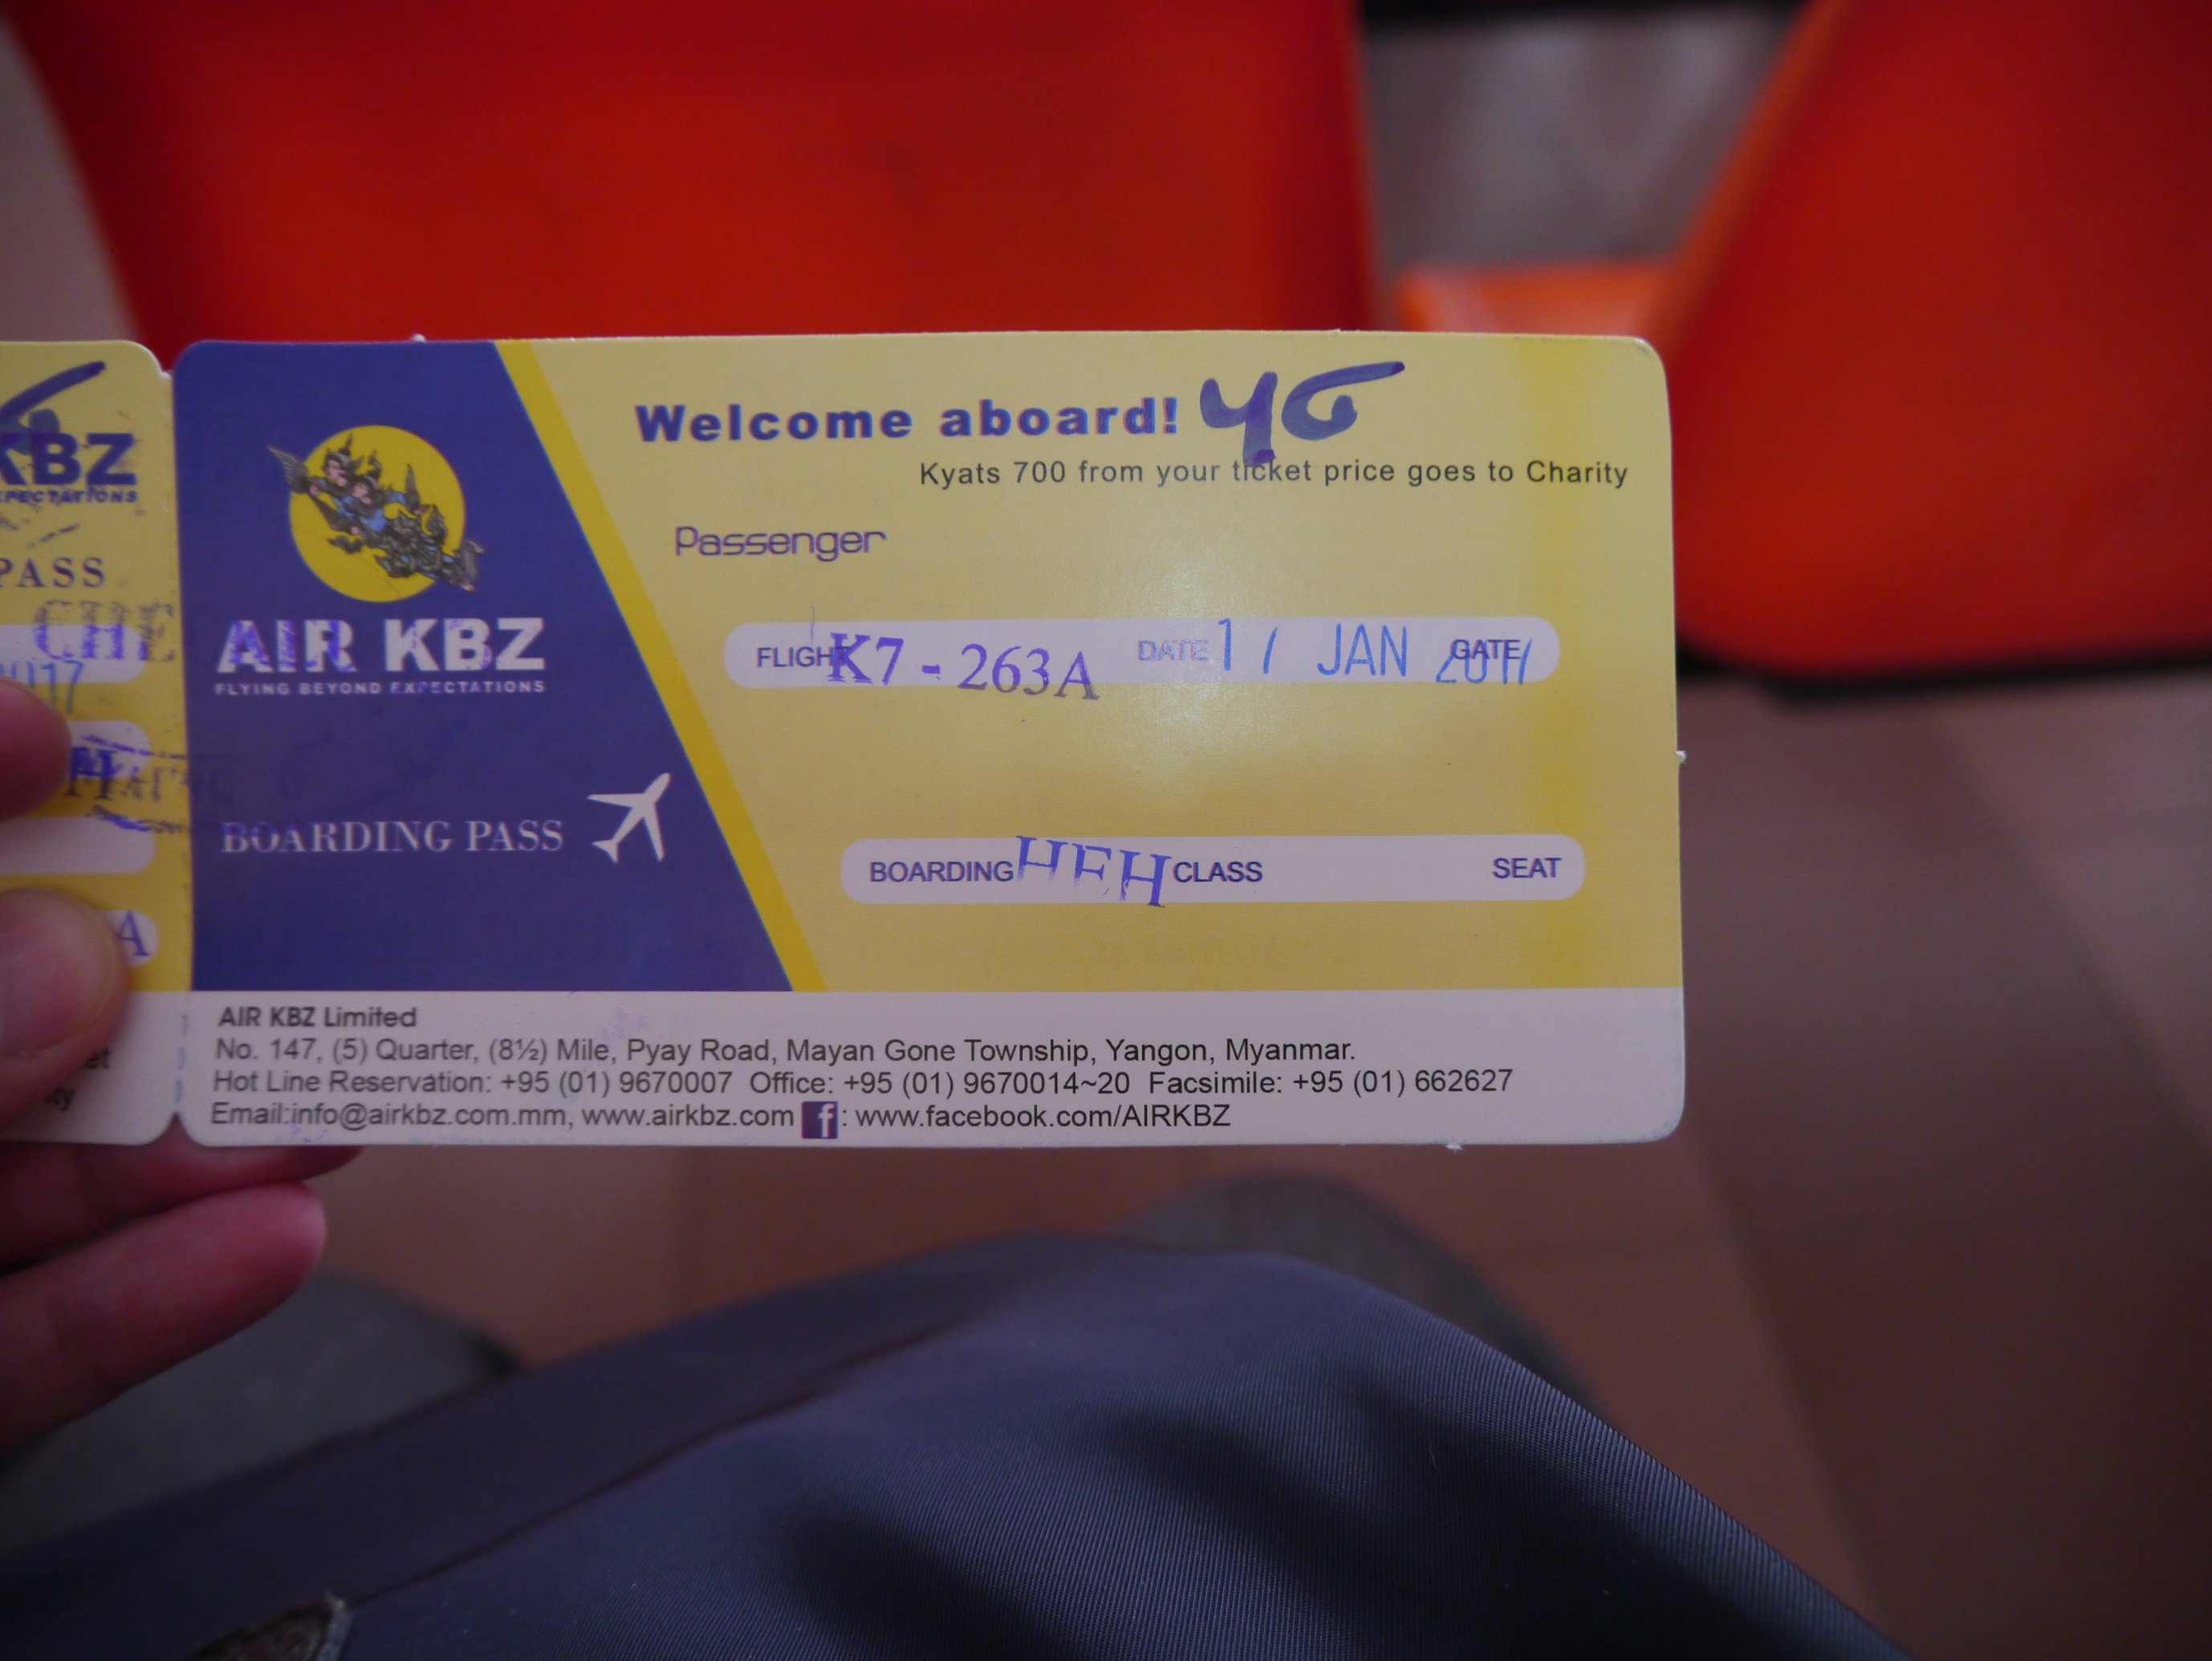 KBZ
PASS
CHE
2017
A
Welcome aboard!
Kyats 700 from your ticket price goes to Charity
Passenger
AIR KBZ
FLYING BEYOND EXPECTATIONS
FLIGHT K7 - 263A DATE 1 / JAN GATE
BOARDING PASS
BOARDING HEH CLASS SEAT
AIR KBZ Limited
No. 147, (5) Quarter, (8½) Mile, Pyay Road, Mayan Gone Township, Yangon, Myanmar.
Hot Line Reservation: +95 (01) 9670007 Office: +95 (01) 9670014~20 Facsimile: +95 (01) 662627
Email:info@airkbz.com.mm, www.airkbz.com f : www.facebook.com/AIRKBZ